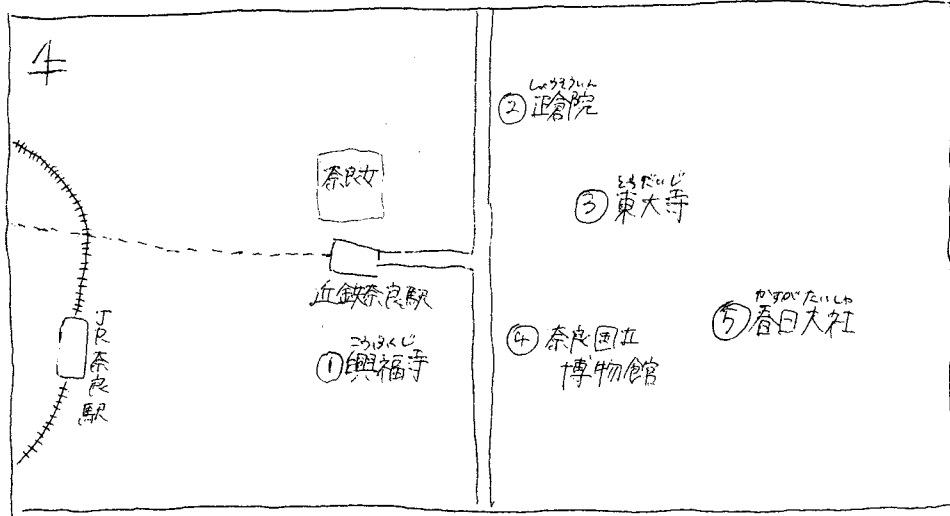 しょうそういん
② 正倉院
奈良女
とうだいじ
③ 東大寺
近鉄奈良駅
JR奈良駅
こうふくじ
① 興福寺
④ 奈良国立
博物館
かすがたいしゃ
⑤ 春日大社